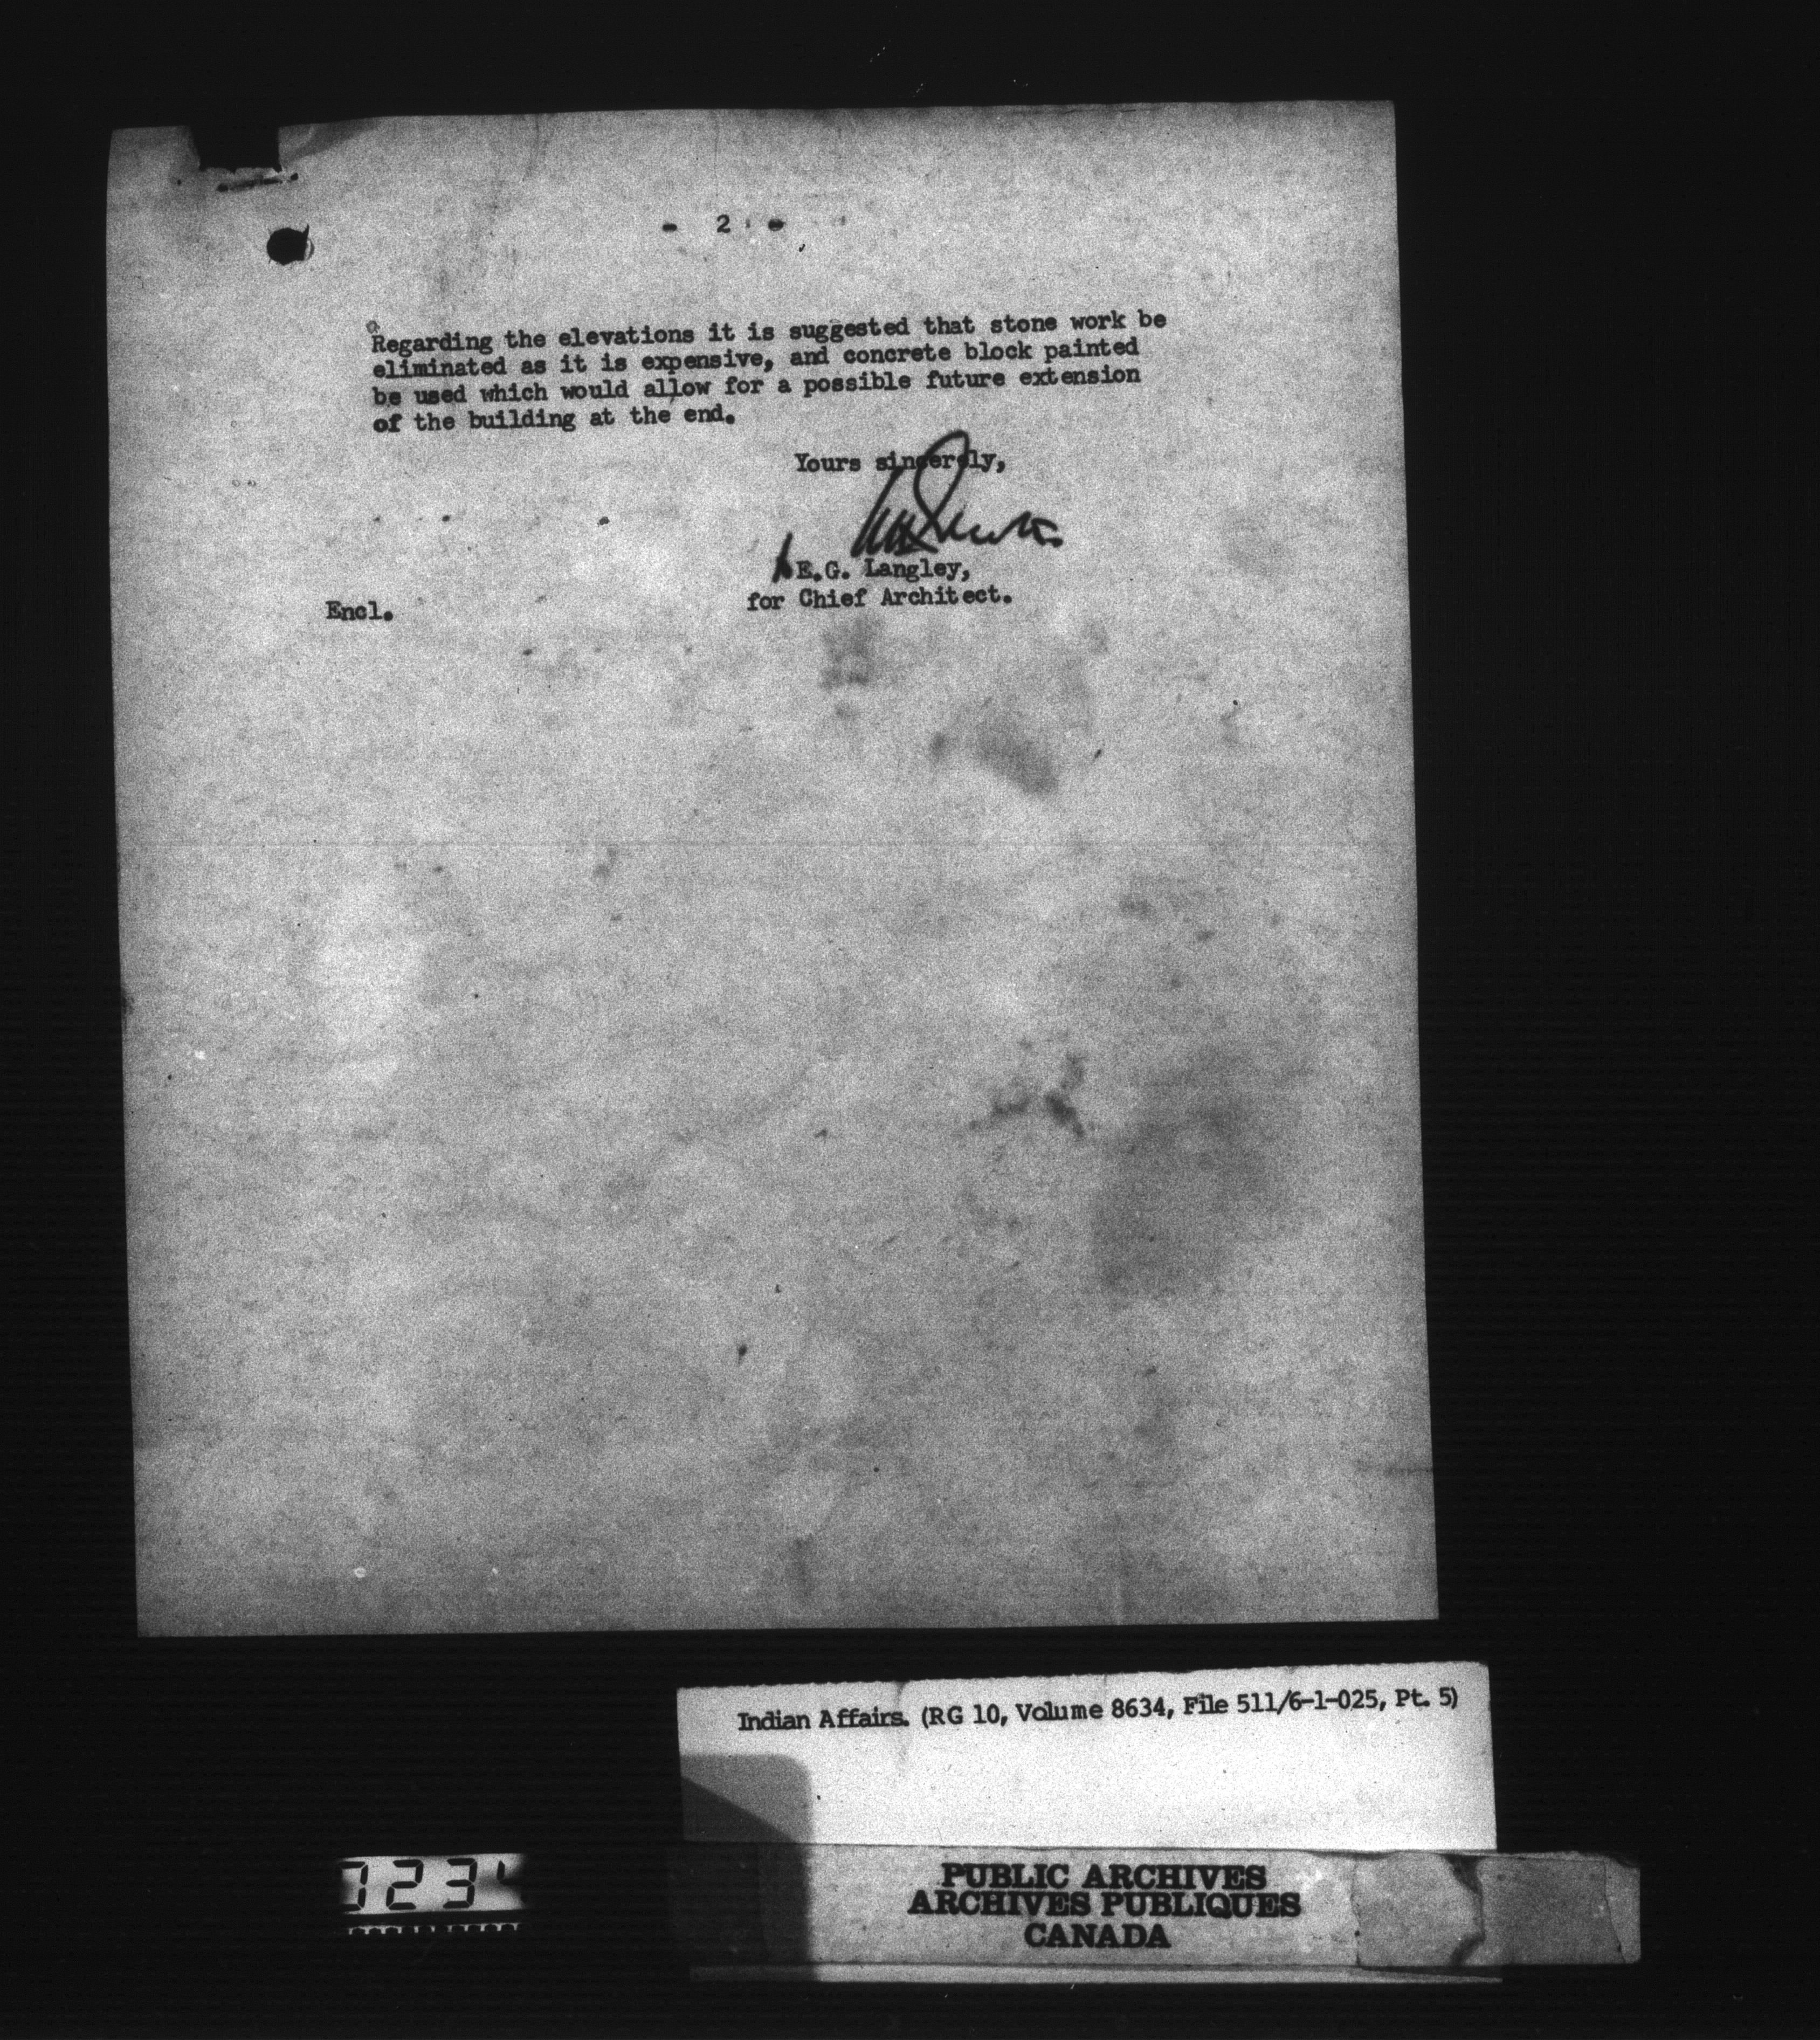 - 2 -
Regarding the elevations it is suggested that stone work be
eliminated as it is expensive, and concrete block painted
be used which would allow for a possible future extension
of the building at the end.
Yours sincerely,
E.G. Langley,
for Chief Architect.
Encl.
Indian Affairs. (RG 10, Volume 8634, File 511/6-1-025, Pt. 5)
PUBLIC ARCHIVES
ARCHIVES PUBLIQUES
CANADA